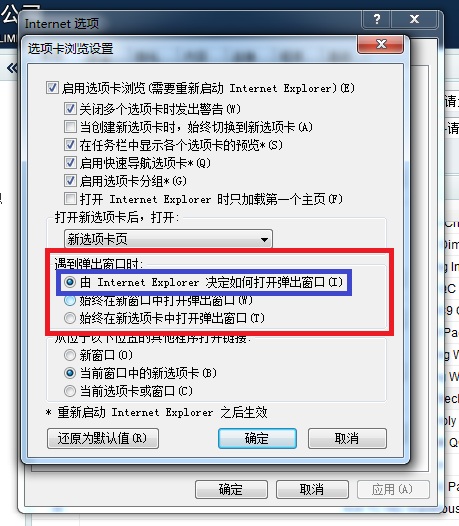 公司
LIM
Internet 选项
选项卡浏览设置
启用选项卡浏览(需要重新启动 Internet Explorer)(E)
关闭多个选项卡时发出警告(W)
当创建新选项卡时，始终切换到新选项卡(A)
在任务栏中显示各个选项卡的预览*(S)
启用快速导航选项卡*(Q)
启用选项卡分组*(G)
打开 Internet Explorer 时只加载第一个主页(F)
打开新选项卡后，打开:
新选项卡页
遇到弹出窗口时:
由 Internet Explorer 决定如何打开弹出窗口(I)
始终在新窗口中打开弹出窗口(W)
始终在新选项卡中打开弹出窗口(T)
从位于以下位置的其他程序打开链接:
新窗口(O)
当前窗口中的新选项卡(B)
当前选项卡或窗口(C)
* 重新启动 Internet Explorer 之后生效
还原为默认值(R)
确定
取消
确定
取消
应用(A)